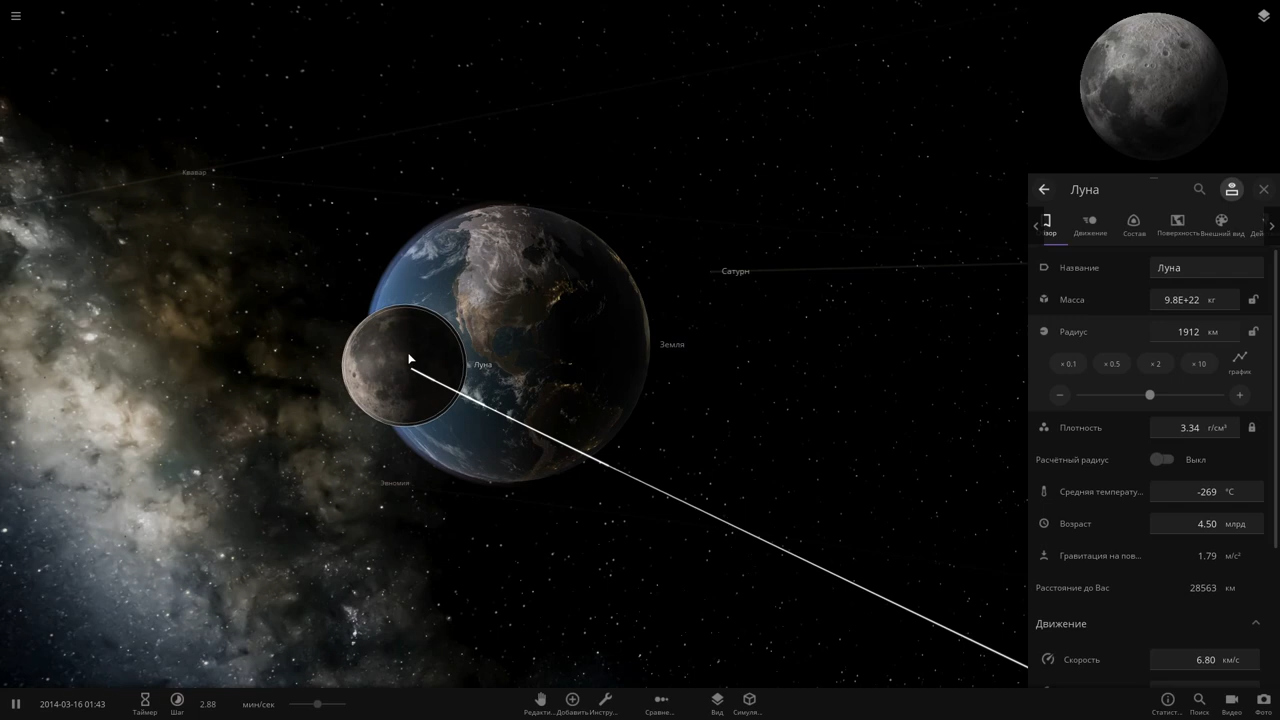 Квавар
Сатурн
Земля
Луна
Эвномия
Луна
зор
Движение
Состав
Поверхность
Внешний вид
Дей
Название
Луна
Масса
9.8E+22 кг
Радиус
1912 км
× 0.1
× 0.5
× 2
× 10
график
Плотность
3.34 г/см³
Расчётный радиус
Выкл
Средняя температу...
-269 °C
Возраст
4.50 млрд
Гравитация на пов...
1.79 м/с²
Расстояние до Вас
28563 км
Движение
Скорость
6.80 км/с
2014-03-16 01:43
Таймер
Шаг
2.88 мин/сек
Редакти...
Добавить
Инстру...
Сравне...
Вид
Симуля...
Статист...
Поиск
Видео
Фото